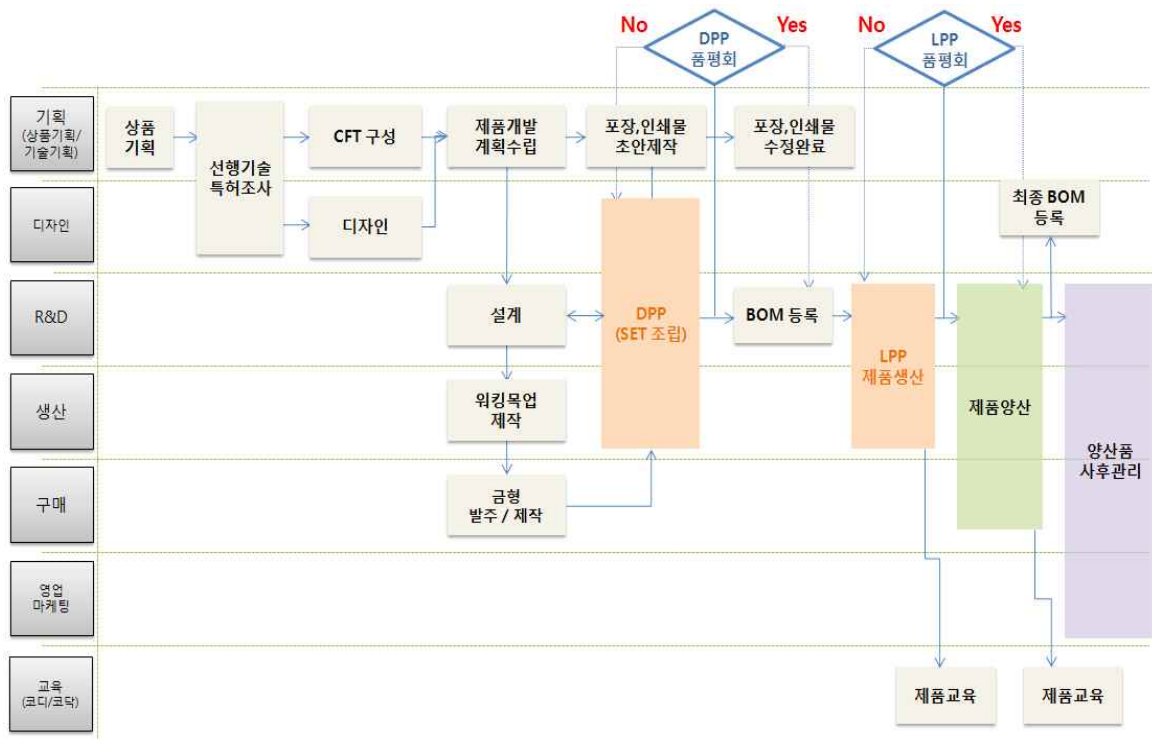 No
DPP
품평회
Yes
No
LPP
품평회
Yes
기획
(상품기획/
기술기획)
상품
기획
선행기술
특허조사
CFT 구성
제품개발
계획수립
포장,인쇄물
초안제작
포장,인쇄물
수정완료
디자인
디자인
최종 BOM
등록
R&D
설계
DPP
(SET 조립)
BOM 등록
LPP
제품생산
제품양산
양산품
사후관리
생산
워킹목업
제작
구매
금형
발주 / 제작
영업
마케팅
교육
(코디/코닥)
제품교육
제품교육